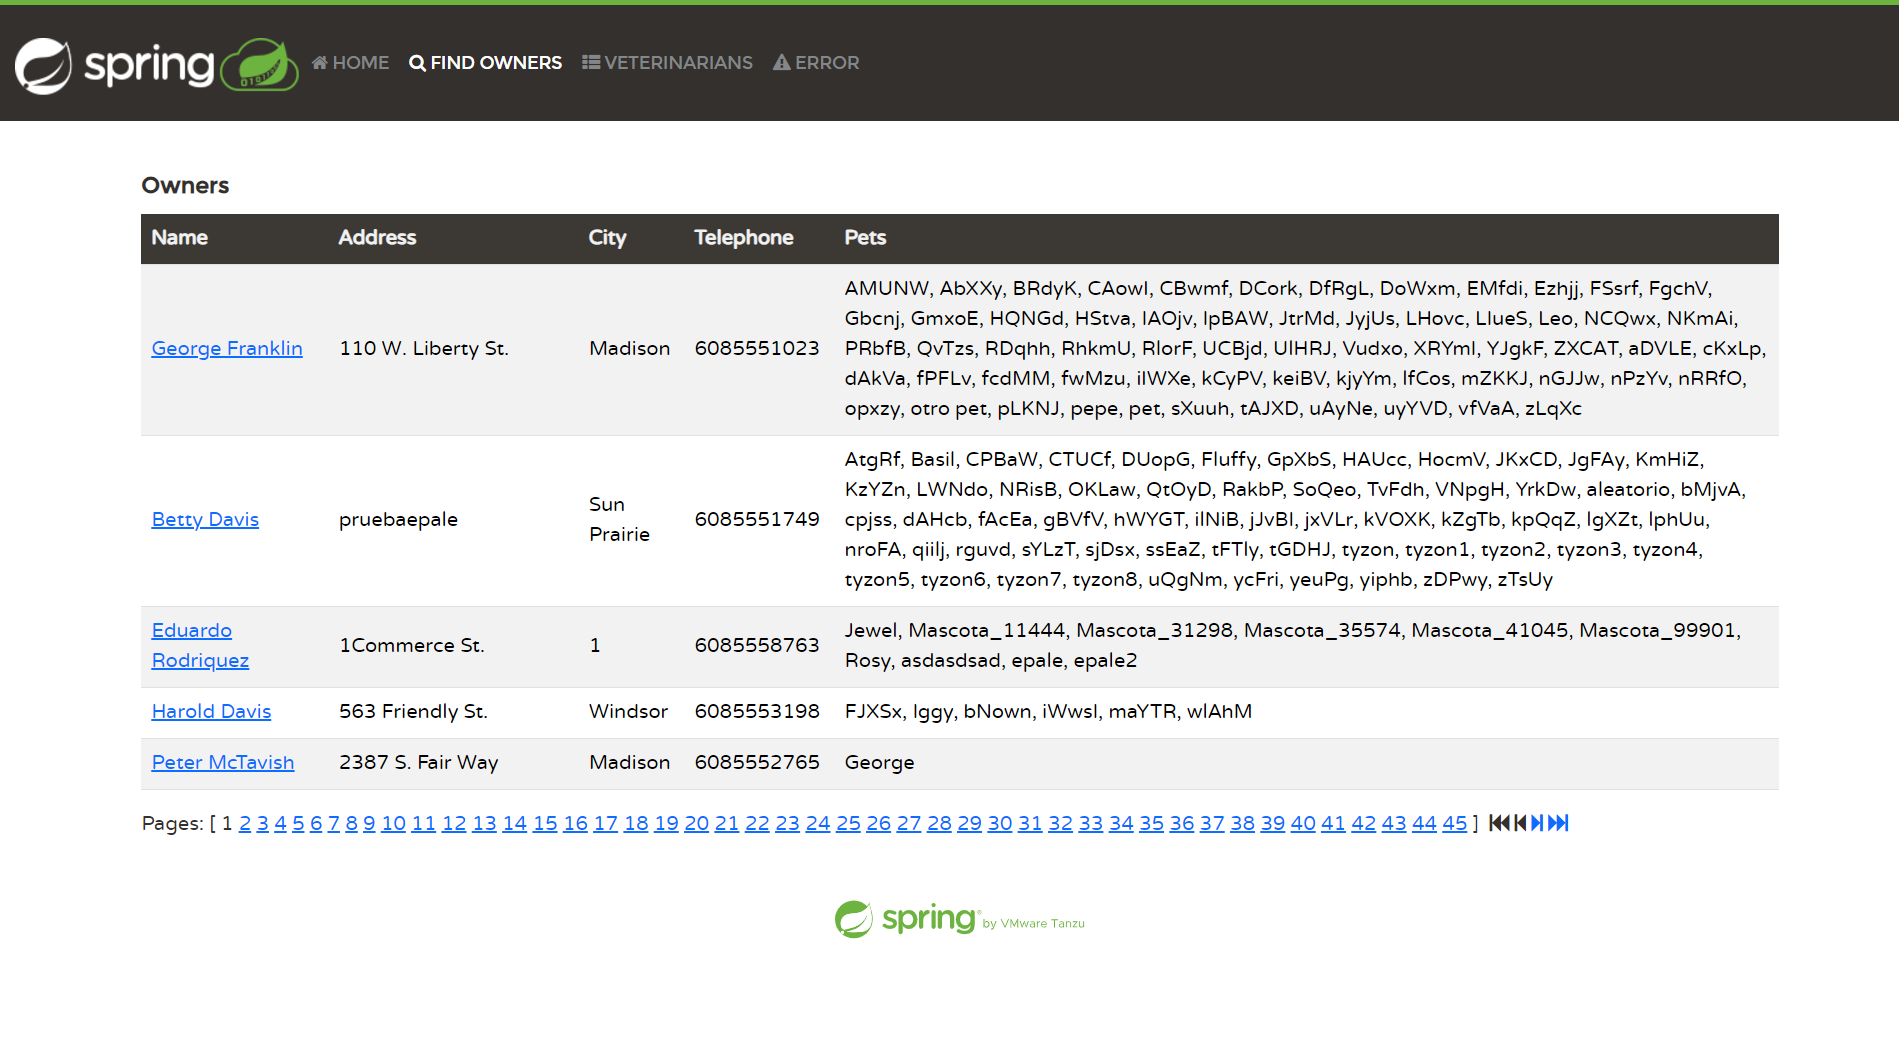 spring
HOME FIND OWNERS VETERINARIANS ERROR
Owners
Name Address City Telephone Pets
George Franklin 110 W. Liberty St. Madison 6085551023
AMUNW, AbXXy, BRdyK, CAowI, CBwmf, DCork, DfRgL, DoWxm, EMfdi, Ezhjj, FSsrf, FgchV,
Gbcnj, GmxoE, HQNGd, HStva, IAOjv, IpBAW, JtrMd, JyjUs, LHovc, LIueS, Leo, NCQwx, NKmAi,
PRbfB, QvTzs, RDqhh, RhkmU, RlorF, UCBjd, UlHRJ, Vudxo, XRYml, YJgkF, ZXCAT, aDVLE, cKxLp,
dAkVa, fPFLv, fcdMM, fwMzu, iIWXe, kCyPV, keiBV, kjyYm, lfCos, mZKKJ, nGJJw, nPzYv, nRRfO,
opxzy, otro pet, pLKNJ, pepe, pet, sXuuh, tAJXD, uAyNe, uyYVD, vfVaA, zLqXc
Betty Davis pruebaepale Sun Prairie 6085551749
AtgRf, Basil, CPBaW, CTUCf, DUopG, Fluffy, GpXbS, HAUcc, HocmV, JKxCD, JgFAy, KmHiZ,
KzYZn, LWNdo, NRisB, OKLaw, QtOyD, RakbP, SoQeo, TvFdh, VNpgH, YrkDw, aleatorio, bMjvA,
cpjss, dAHcb, fAcEa, gBVfV, hWYGT, ilNiB, jJvBI, jxVLr, kVOXK, kZgTb, kpQqZ, lgXZt, lphUu,
nroFA, qiilj, rguvd, sYLzT, sjDsx, ssEaZ, tFTly, tGDHJ, tyzon, tyzon1, tyzon2, tyzon3, tyzon4,
tyzon5, tyzon6, tyzon7, tyzon8, uQgNm, ycFri, yeuPg, yiphb, zDPwy, zTsUy
Eduardo Rodriquez 1Commerce St. 1 6085558763
Jewel, Mascota_11444, Mascota_31298, Mascota_35574, Mascota_41045, Mascota_99901,
Rosy, asdasdsad, epale, epale2
Harold Davis 563 Friendly St. Windsor 6085553198 FJXSx, Iggy, bNown, iWwsI, maYTR, wlAhM
Peter McTavish 2387 S. Fair Way Madison 6085552765 George
Pages: [ 1 2 3 4 5 6 7 8 9 10 11 12 13 14 15 16 17 18 19 20 21 22 23 24 25 26 27 28 29 30 31 32 33 34 35 36 37 38 39 40 41 42 43 44 45 ]
spring by VMware Tanzu